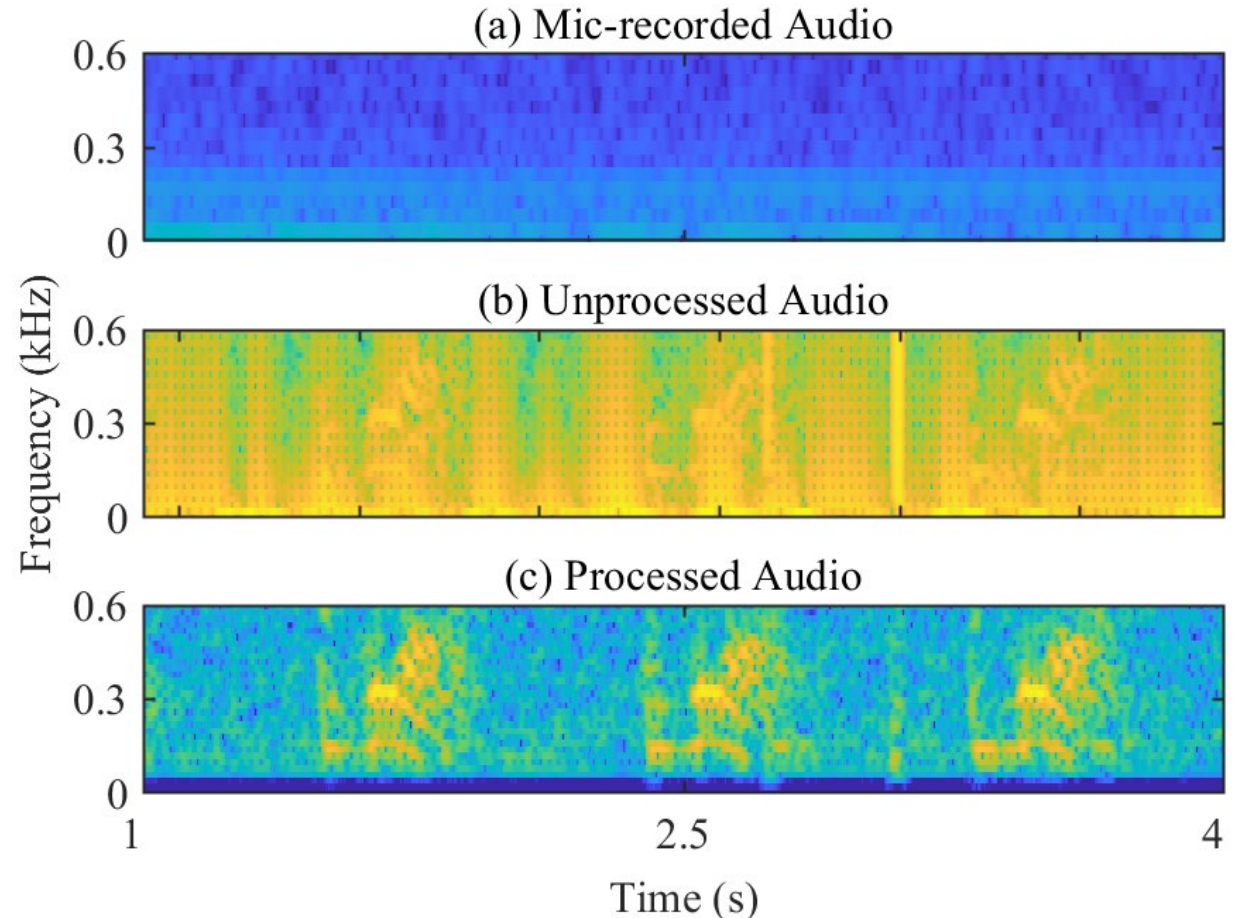 (a) Mic-recorded Audio
0.6
0.3
0
(b) Unprocessed Audio
0.6
0.3
0
Frequency (kHz)
(c) Processed Audio
0.6
0.3
0
1 2.5 4
Time (s)